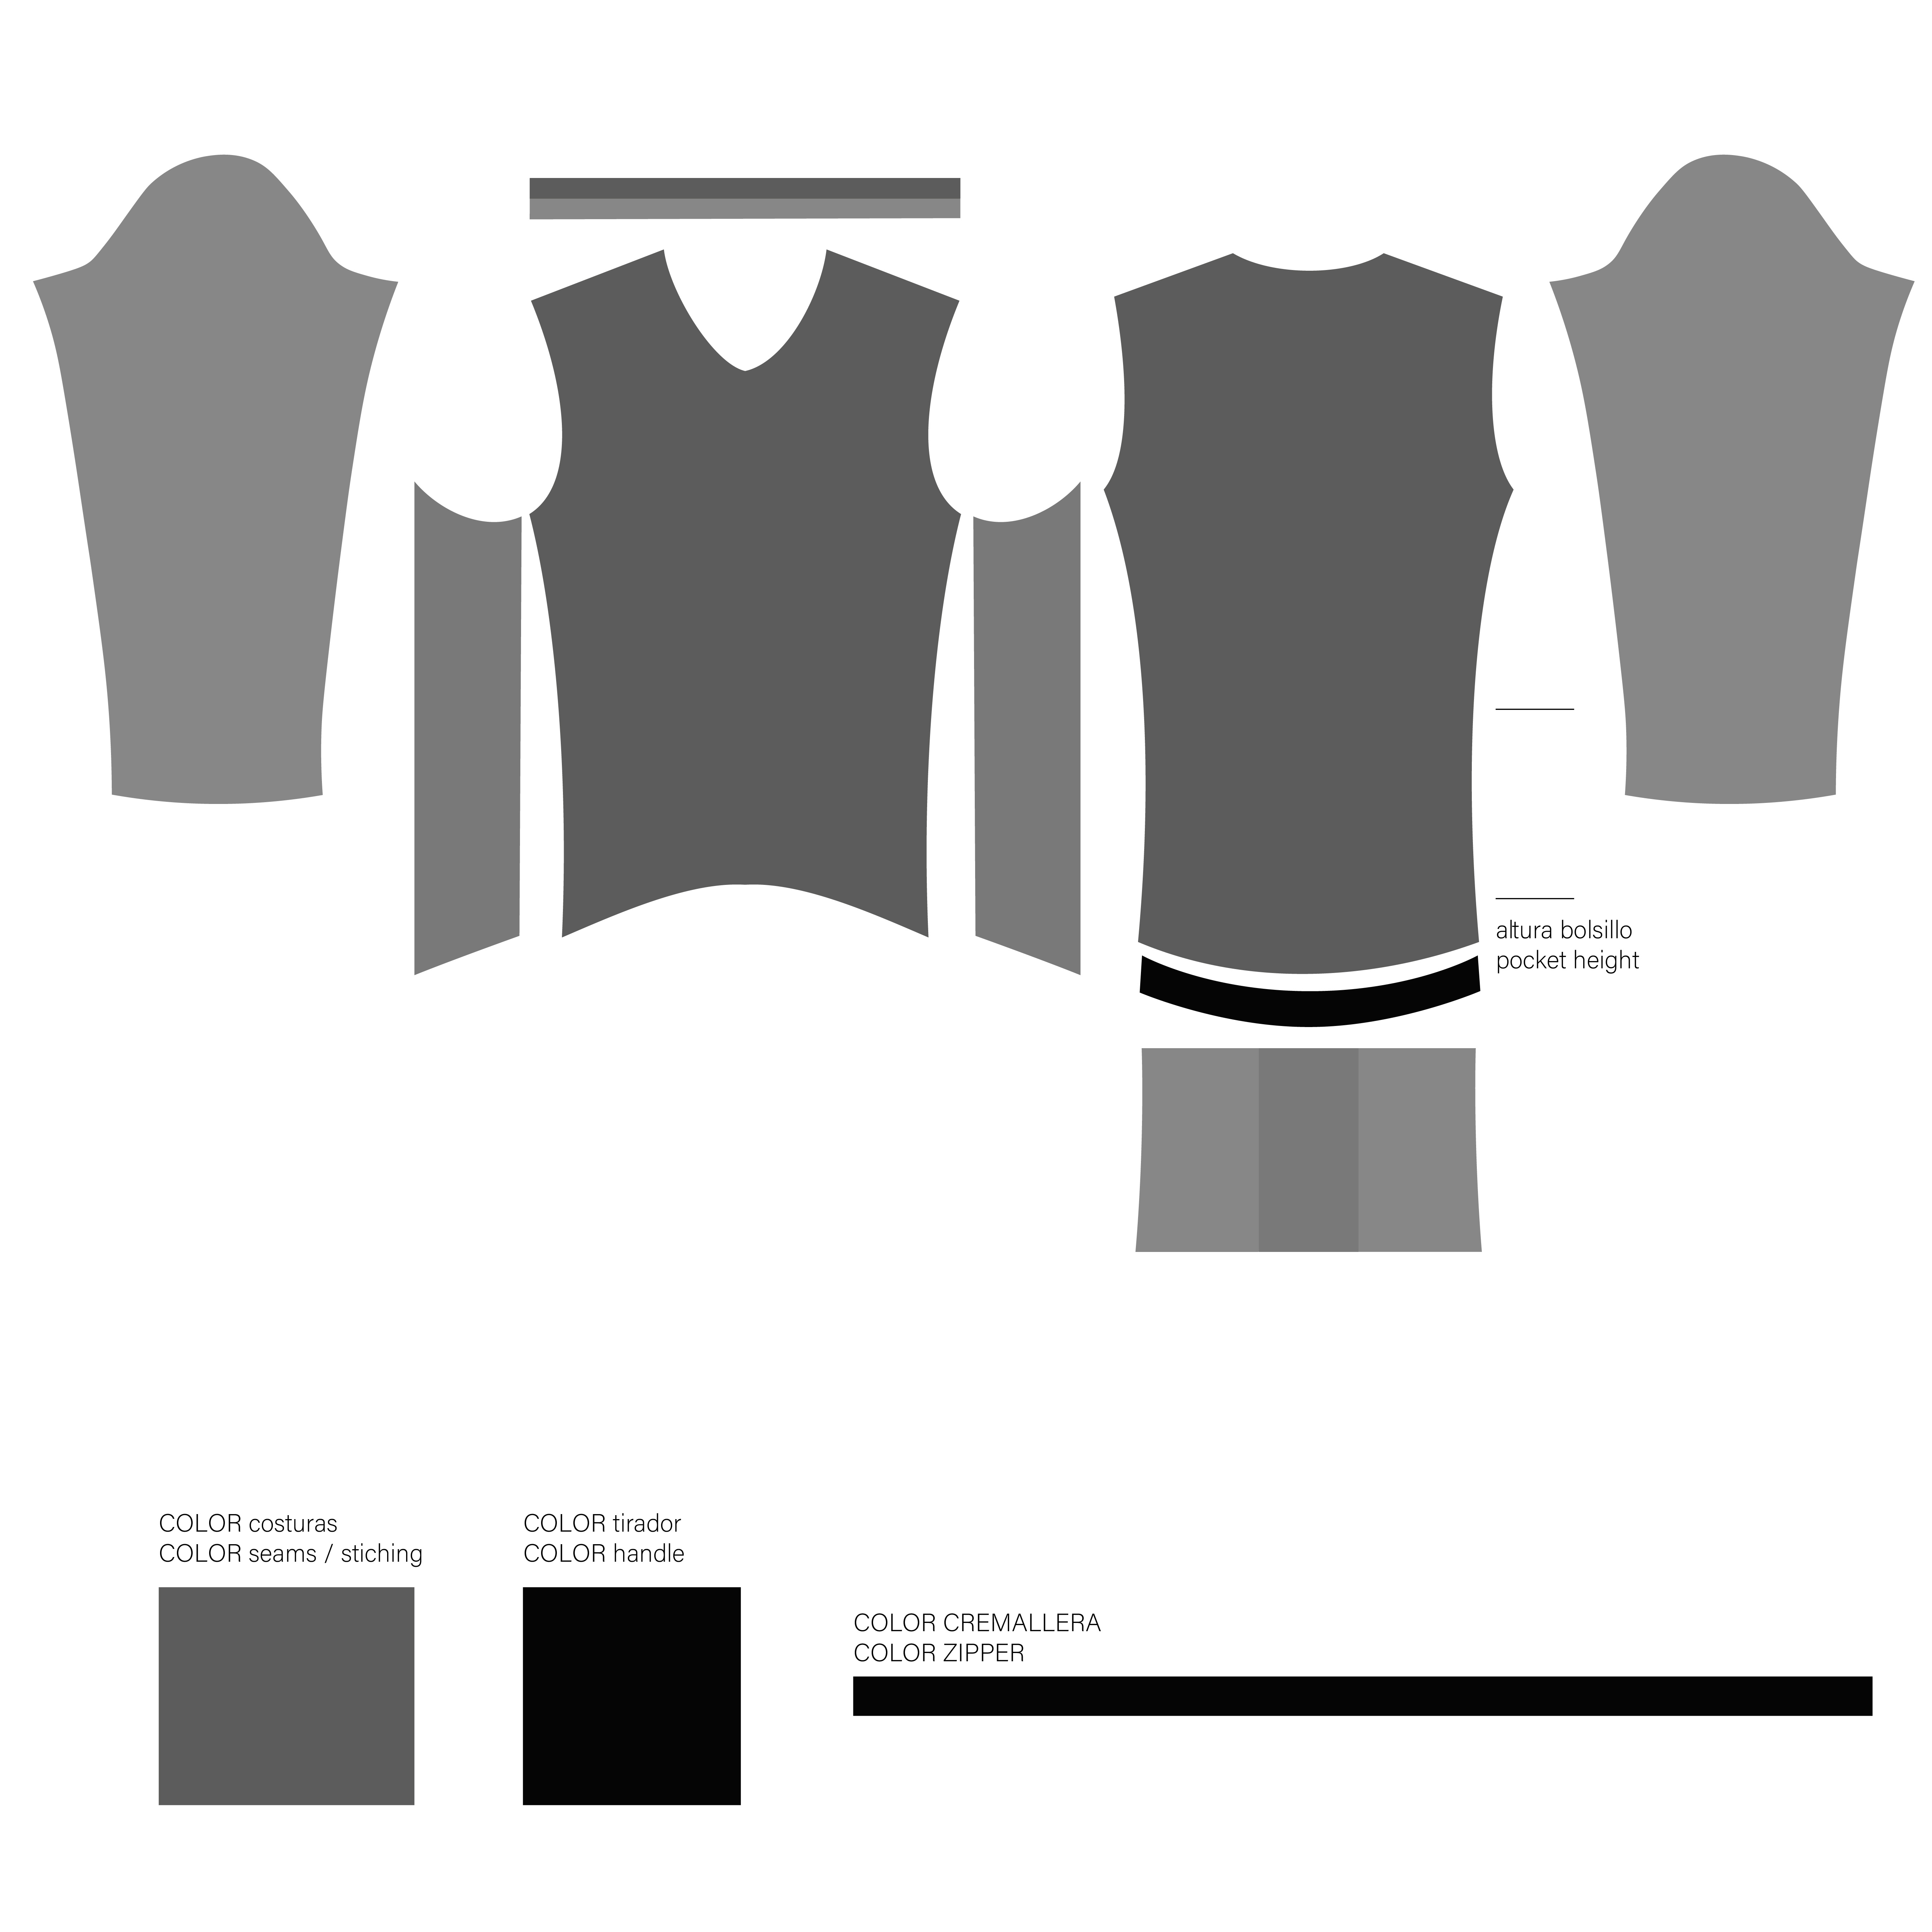 altura bolsillo
pocket height
COLOR costuras
COLOR seams / stiching
COLOR tirador
COLOR handle
COLOR CREMALLERA
COLOR ZIPPER